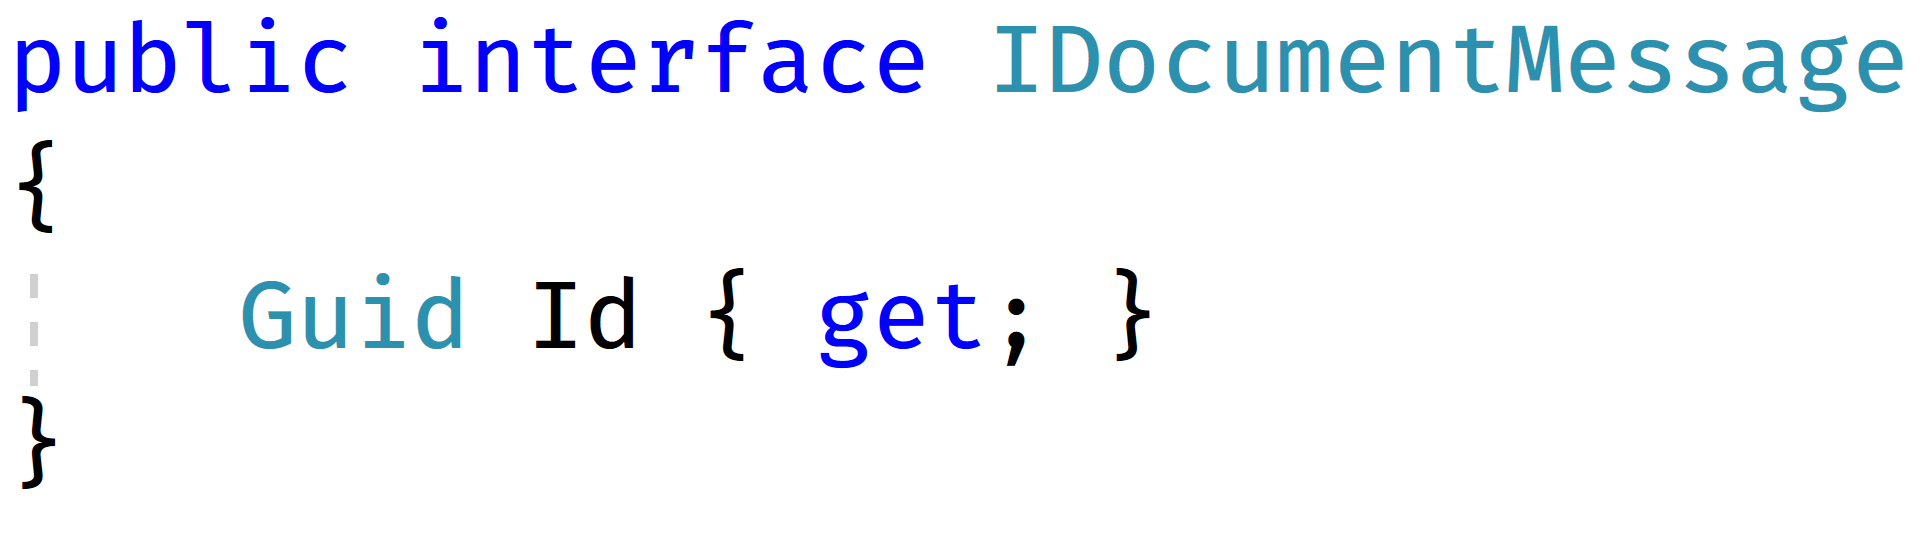 public interface IDocumentMessage
{
    Guid Id { get; }
}